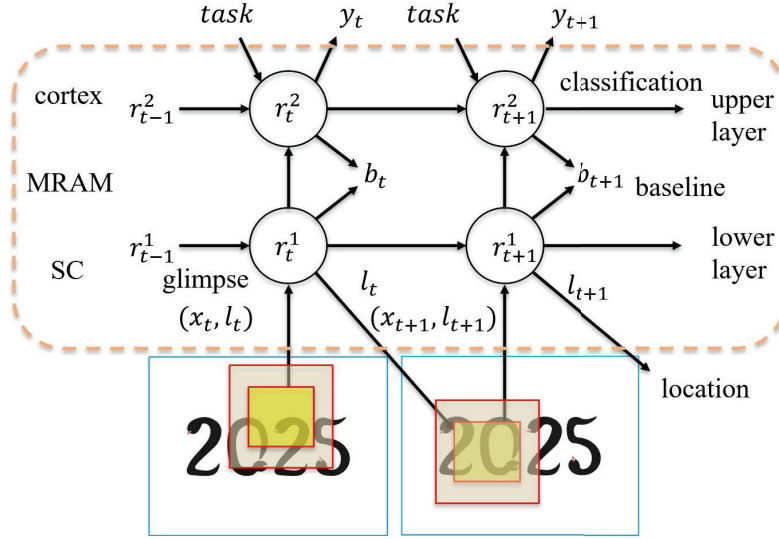 task
y_t
task
y_{t+1}
cortex
r^2_{t-1}
r^2_t
r^2_{t+1}
classification
upper
layer
MRAM
b_t
b_{t+1}
baseline
r^1_{t-1}
r^1_t
r^1_{t+1}
lower
layer
SC
glimpse
(x_t, l_t)
l_t
(x_{t+1}, l_{t+1})
l_{t+1}
location
2025
2025